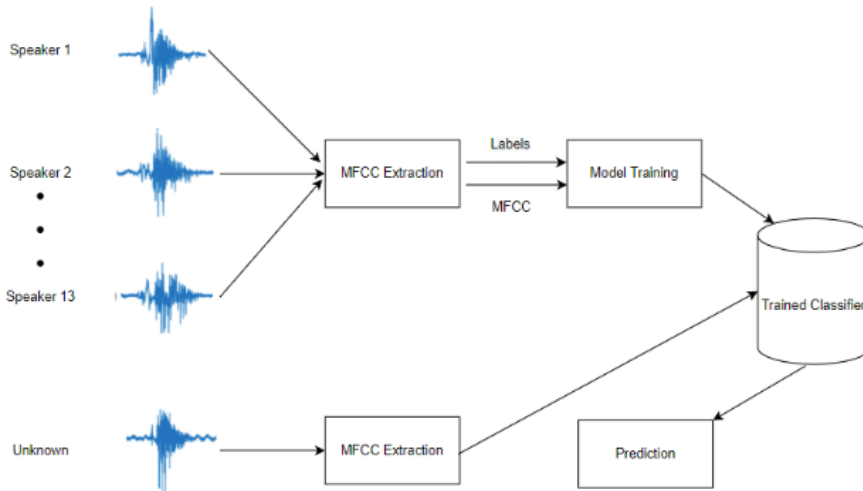 Speaker 1
Labels
Speaker 2
MFCC Extraction
Model Training
MFCC
Speaker 13
Trained Classifier
Unknown
MFCC Extraction
Prediction